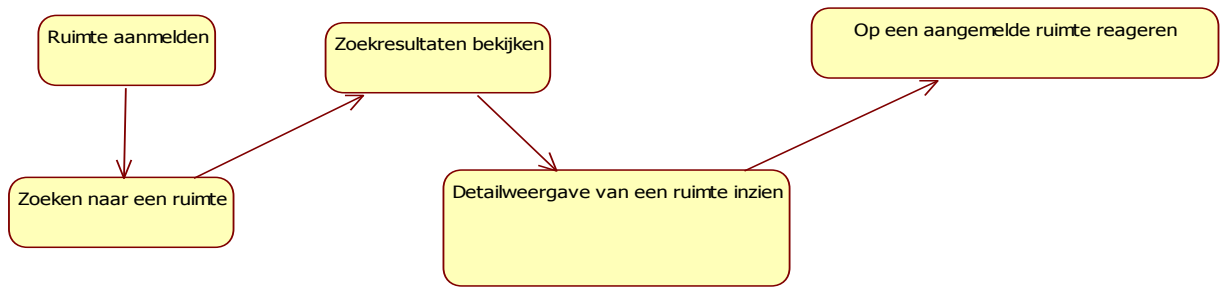 Ruimte aanmelden
Zoeken naar een ruimte
Zoekresultaten bekijken
Detailweergave van een ruimte inzien
Op een aangemelde ruimte reageren